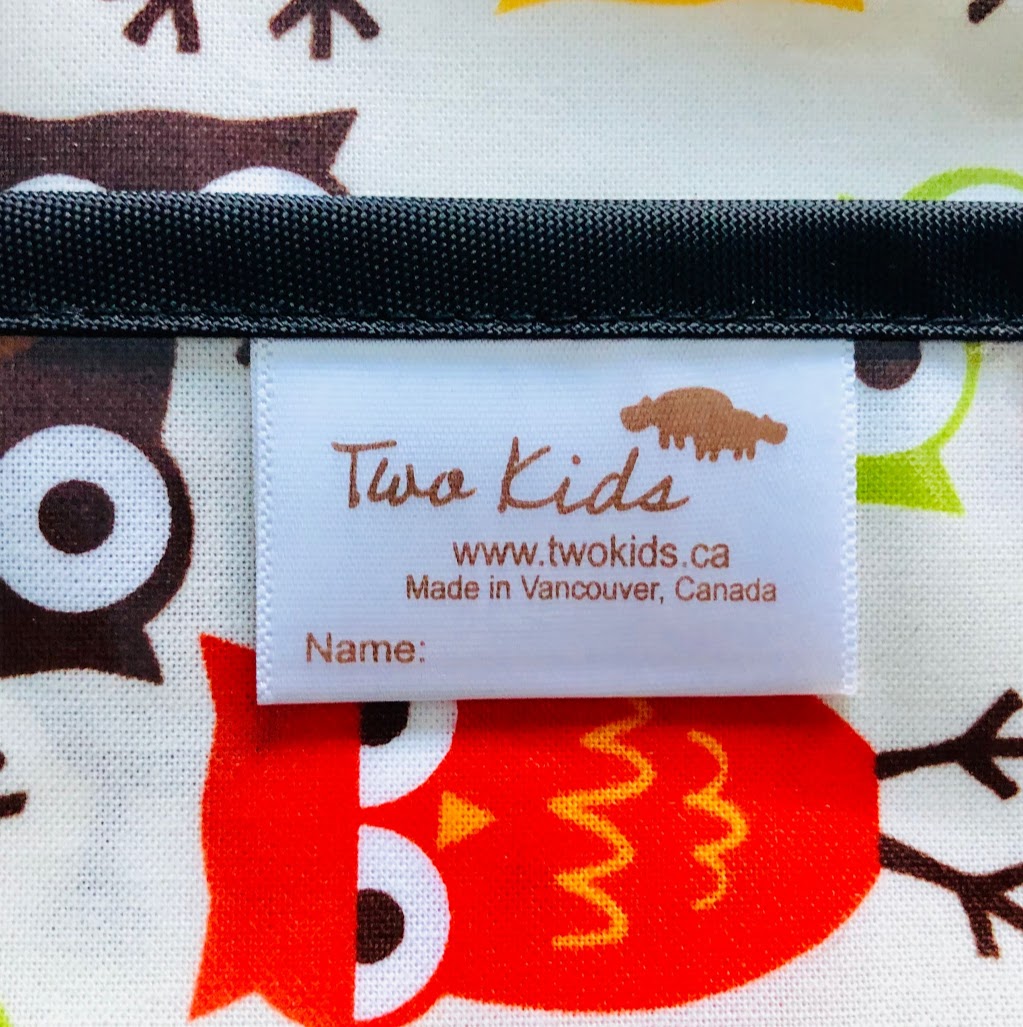 Two Kids
www.twokids.ca
Made in Vancouver, Canada
Name: